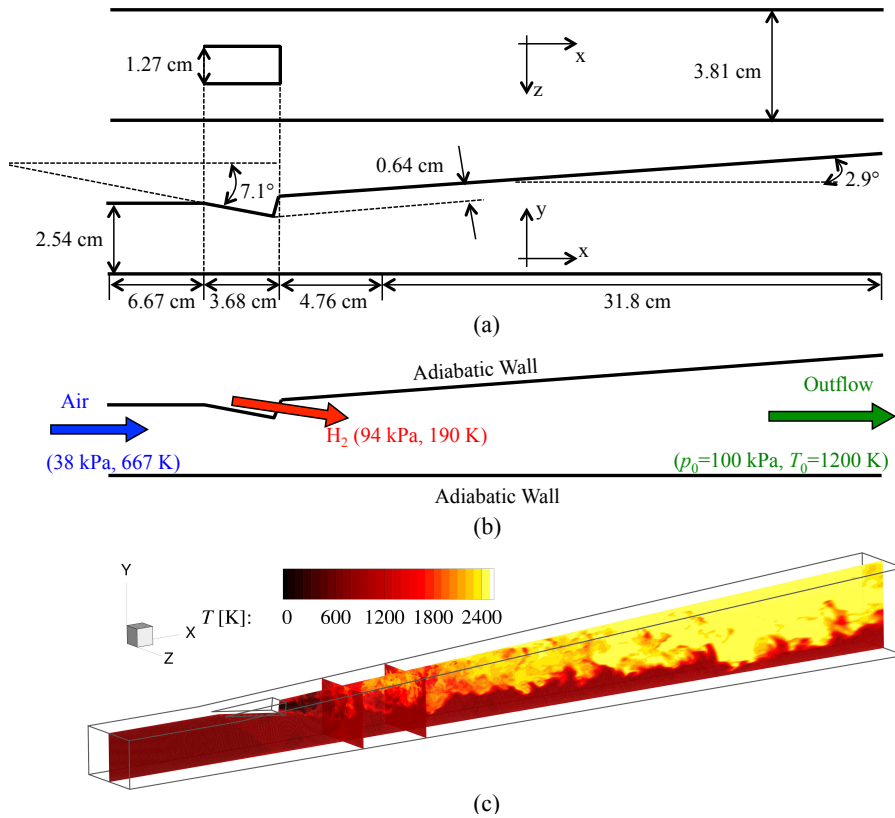 1.27 cm
x
z
3.81 cm
0.64 cm
7.1°
2.9°
2.54 cm
y
x
6.67 cm
3.68 cm
4.76 cm
31.8 cm
(a)
Adiabatic Wall
Air
Outflow
H₂ (94 kPa, 190 K)
(38 kPa, 667 K)
(p₀=100 kPa, T₀=1200 K)
Adiabatic Wall
(b)
Y
X
Z
T [K]:
0 600 1200 1800 2400
(c)